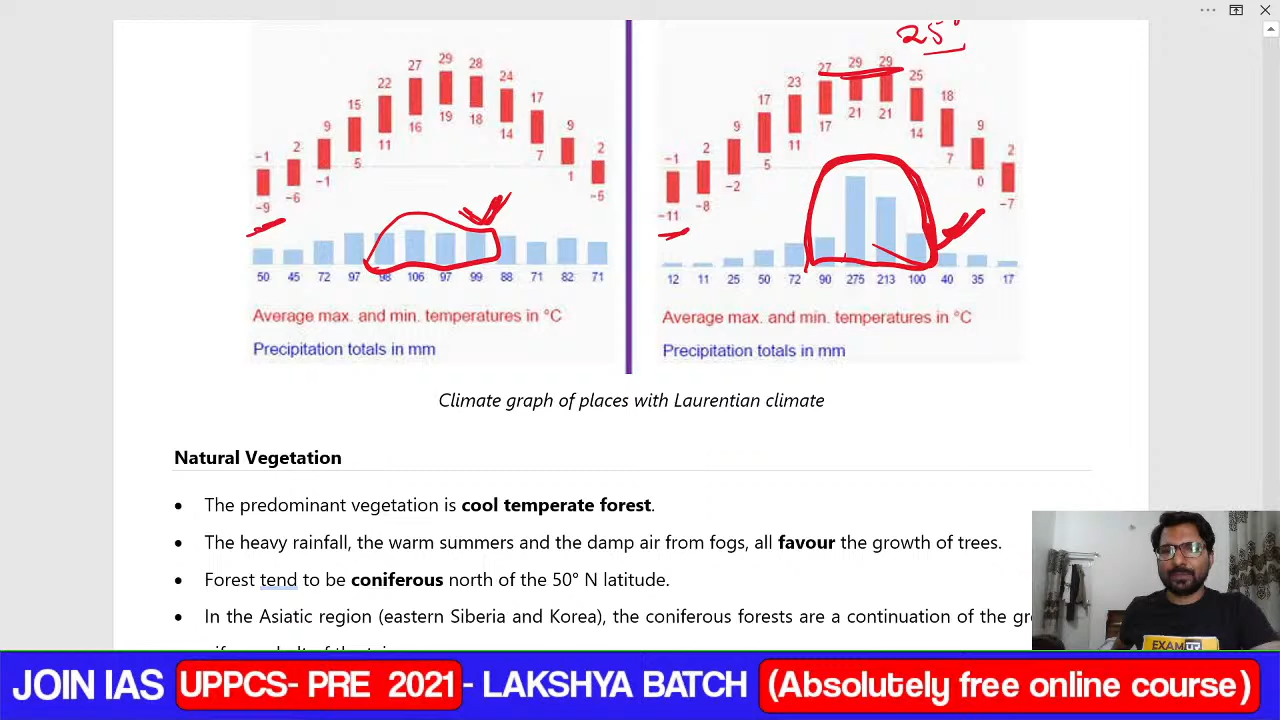 25°
-1 2 9 15 22 27 29 28 24 17 9 2
-9 -6 -1 5 11 16 19 18 14 7 1 -5
50 45 72 97 98 106 97 99 88 71 82 71
Average max. and min. temperatures in °C
Precipitation totals in mm
-1 2 9 17 23 27 29 29 25 18 9 2
-11 -8 -2 5 11 17 21 21 14 7 0 -7
12 11 25 50 72 90 275 213 100 40 35 17
Average max. and min. temperatures in °C
Precipitation totals in mm
Climate graph of places with Laurentian climate
Natural Vegetation
• The predominant vegetation is cool temperate forest.
• The heavy rainfall, the warm summers and the damp air from fogs, all favour the growth of trees.
• Forest tend to be coniferous north of the 50° N latitude.
• In the Asiatic region (eastern Siberia and Korea), the coniferous forests are a continuation of the
EXAM
JOIN IAS UPPCS- PRE 2021 - LAKSHYA BATCH (Absolutely free online course)